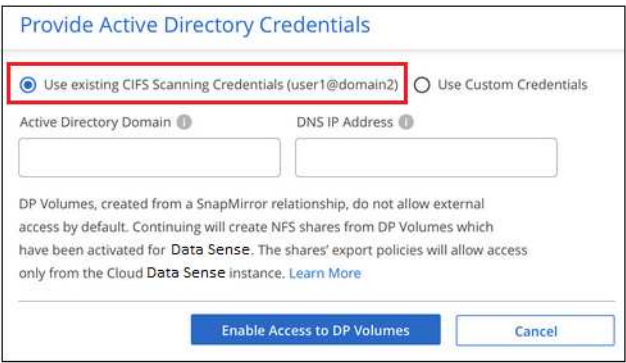 Provide Active Directory Credentials
Use existing CIFS Scanning Credentials (user1@domain2) Use Custom Credentials
Active Directory Domain DNS IP Address
DP Volumes, created from a SnapMirror relationship, do not allow external
access by default. Continuing will create NFS shares from DP Volumes which
have been activated for Data Sense. The shares' export policies will allow access
only from the Cloud Data Sense instance. Learn More
Enable Access to DP Volumes Cancel